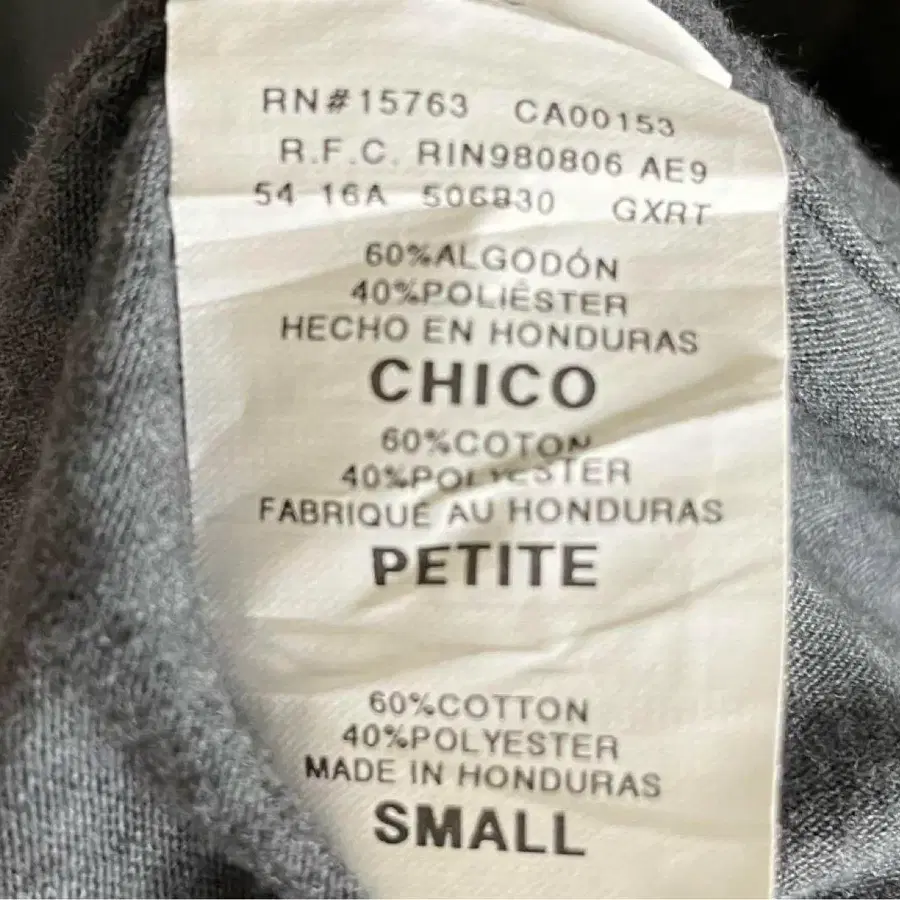 RN#15763 CA00153
R.F.C. RIN980806 AE9
54 16A 506830 GXRT
60%ALGODÓN
40%POLIÉSTER
HECHO EN HONDURAS
CHICO
60%COTON
40%POLYESTER
FABRIQUÉ AU HONDURAS
PETITE
60%COTTON
40%POLYESTER
MADE IN HONDURAS
SMALL